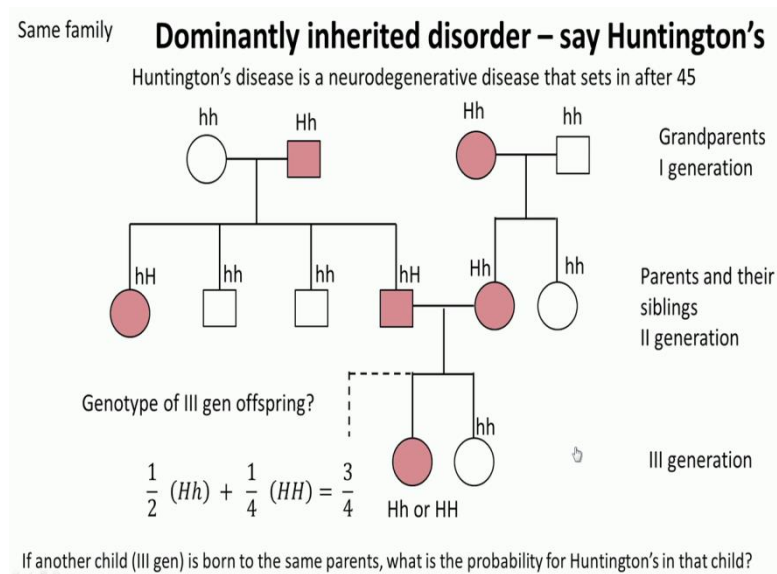 Same family
Dominantly inherited disorder – say Huntington's
Huntington's disease is a neurodegenerative disease that sets in after 45
hh
Hh
Hh
hh
Grandparents
I generation
hH
hh
hh
hH
Hh
hh
Parents and their
siblings
II generation
Genotype of III gen offspring?
hh
III generation
1/2 (Hh) + 1/4 (HH) = 3/4
Hh or HH
If another child (III gen) is born to the same parents, what is the probability for Huntington's in that child?